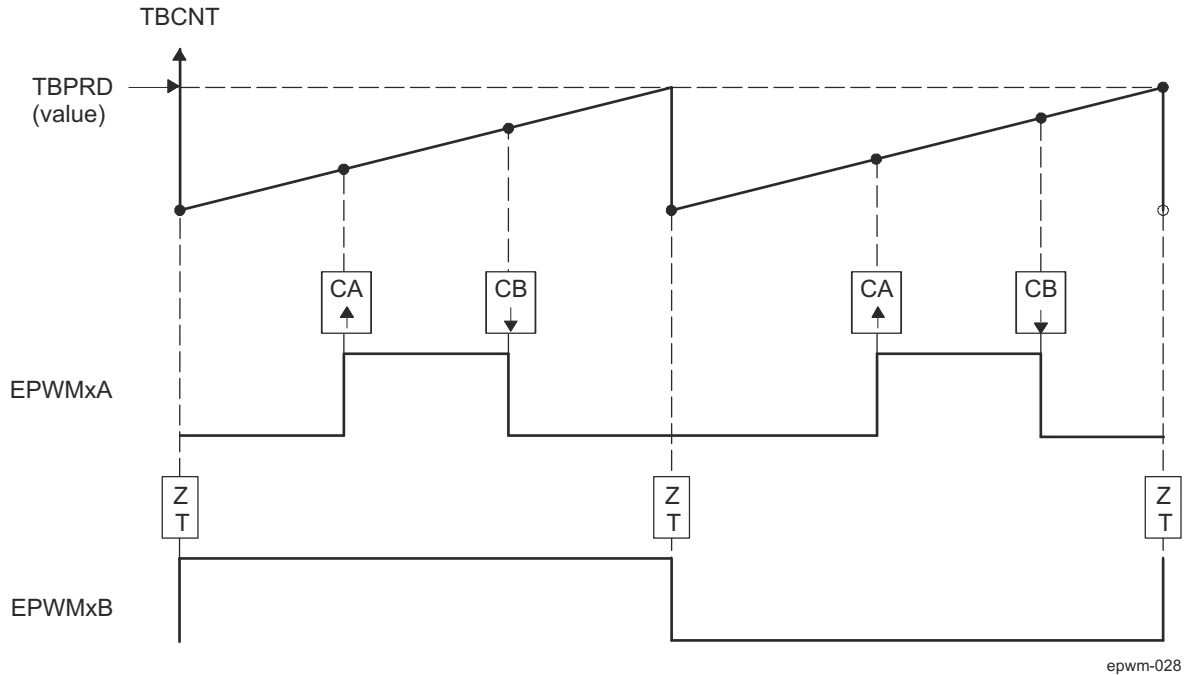 TBCNT
TBPRD
(value)
CA
CB
CA
CB
EPWMxA
Z
T
Z
T
Z
T
EPWMxB
epwm-028